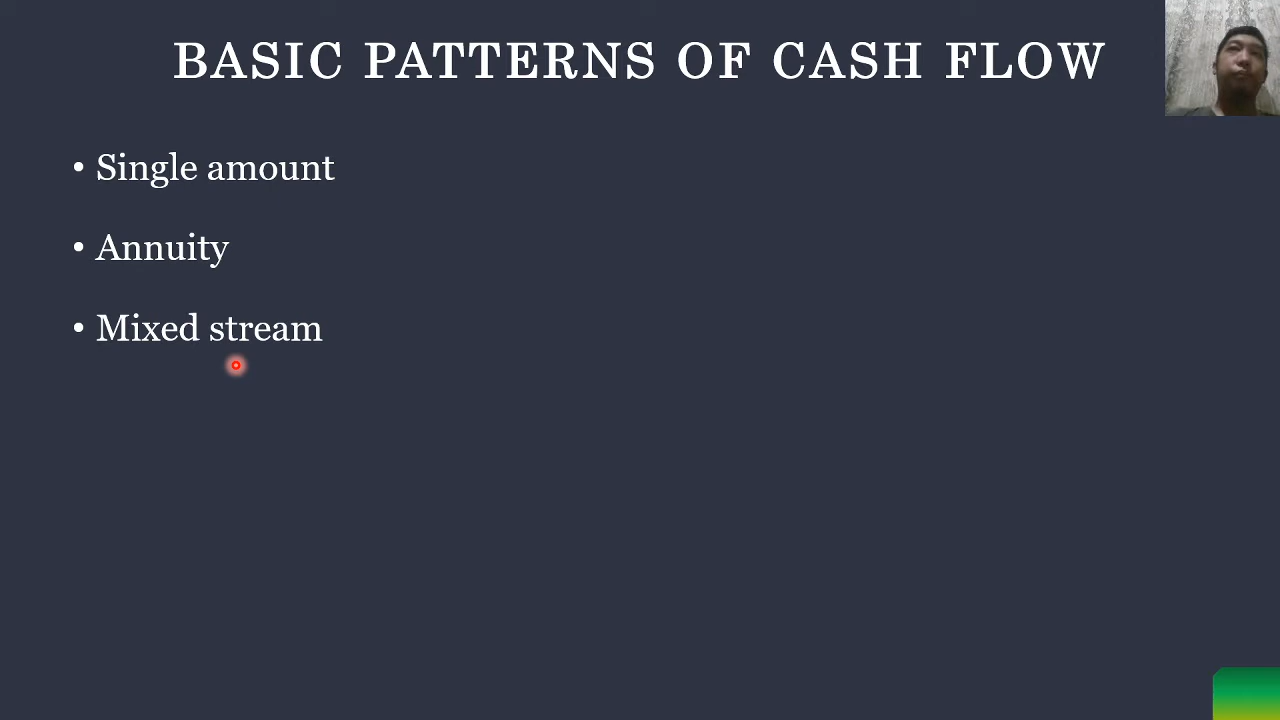 BASIC PATTERNS OF CASH FLOW
• Single amount
• Annuity
• Mixed stream